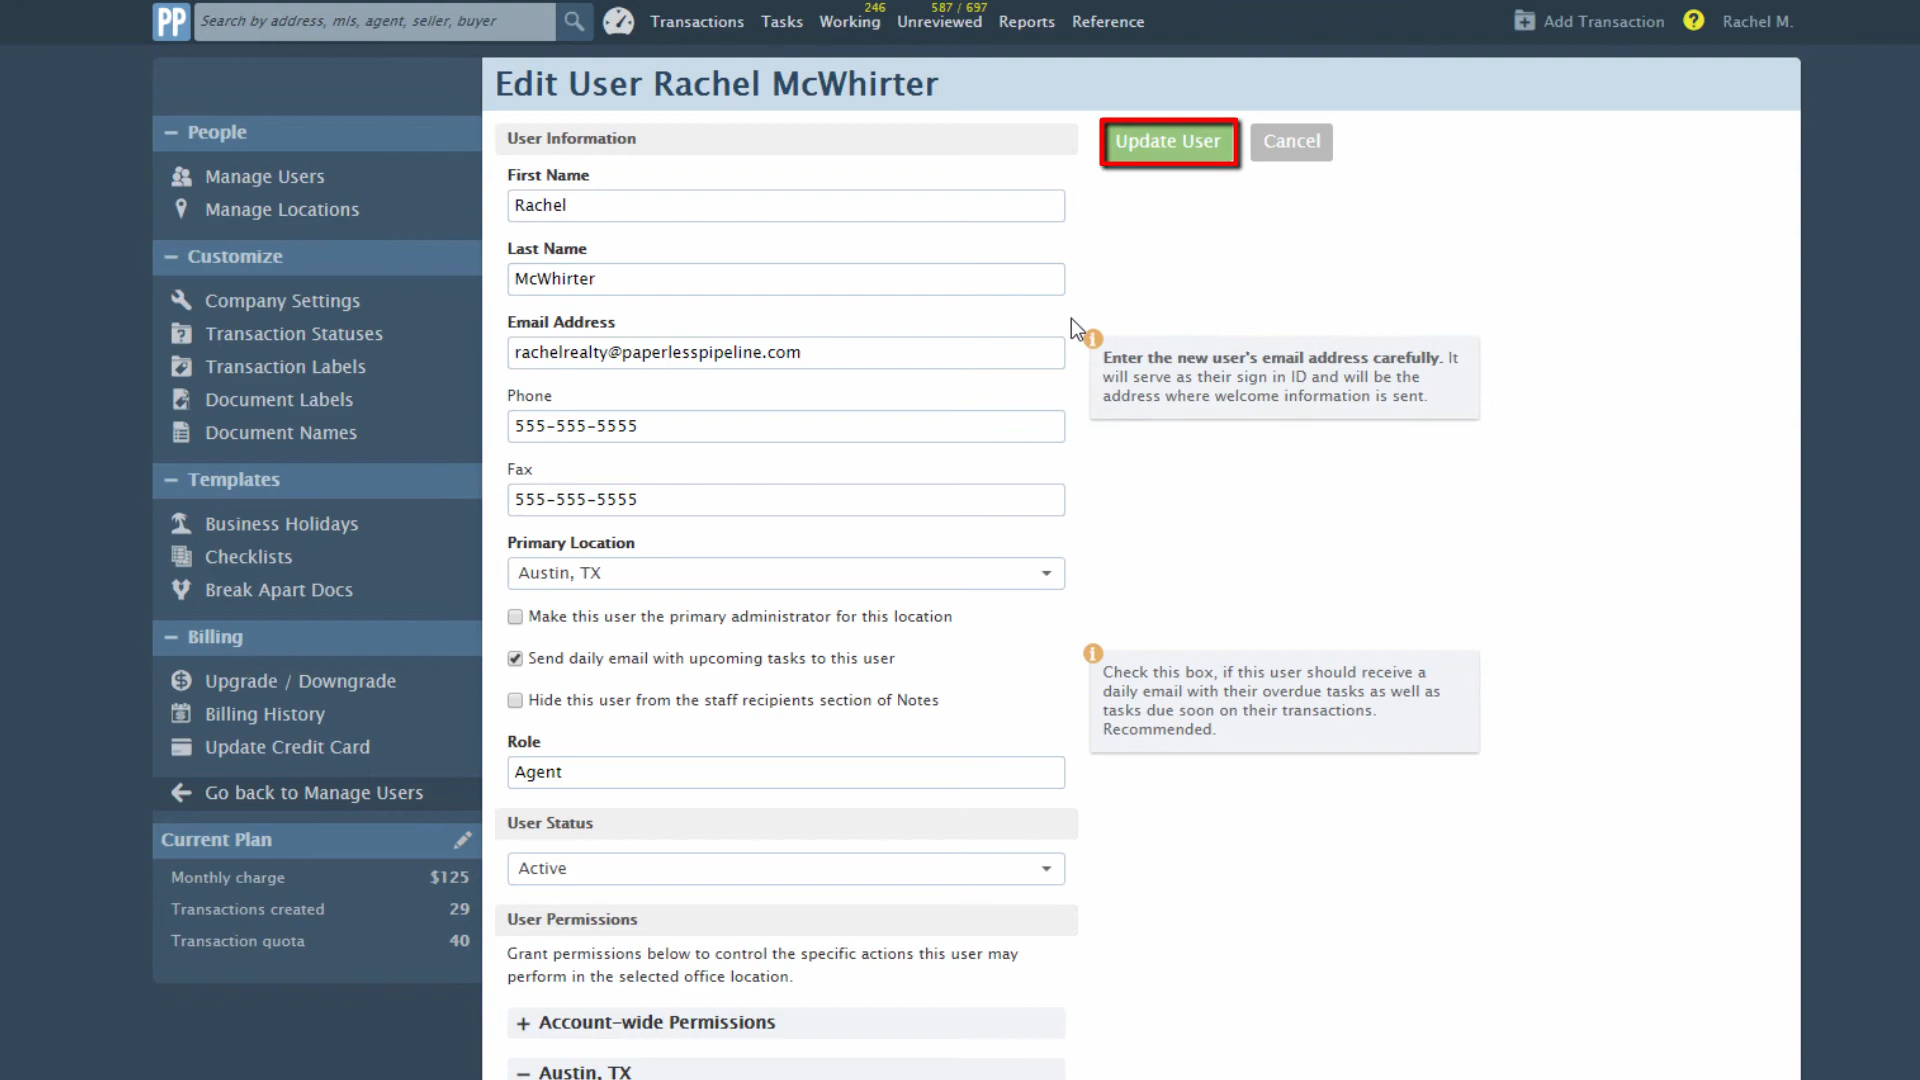 PP
Search by address, mls, agent, seller, buyer
Transactions
Tasks
Working
246
Unreviewed
587 / 697
Reports
Reference
Add Transaction
?
Rachel M.
Edit User Rachel McWhirter
− People
Manage Users
Manage Locations
− Customize
Company Settings
Transaction Statuses
Transaction Labels
Document Labels
Document Names
− Templates
Business Holidays
Checklists
Break Apart Docs
− Billing
Upgrade / Downgrade
Billing History
Update Credit Card
Go back to Manage Users
Current Plan
Monthly charge $125
Transactions created 29
Transaction quota 40
User Information
Update User
Cancel
First Name
Rachel
Last Name
McWhirter
Email Address
rachelrealty@paperlesspipeline.com
Enter the new user's email address carefully. It
will serve as their sign in ID and will be the
address where welcome information is sent.
Phone
555-555-5555
Fax
555-555-5555
Primary Location
Austin, TX
Make this user the primary administrator for this location
Send daily email with upcoming tasks to this user
Hide this user from the staff recipients section of Notes
Check this box, if this user should receive a
daily email with their overdue tasks as well as
tasks due soon on their transactions.
Recommended.
Role
Agent
User Status
Active
User Permissions
Grant permissions below to control the specific actions this user may
perform in the selected office location.
+ Account-wide Permissions
− Austin, TX